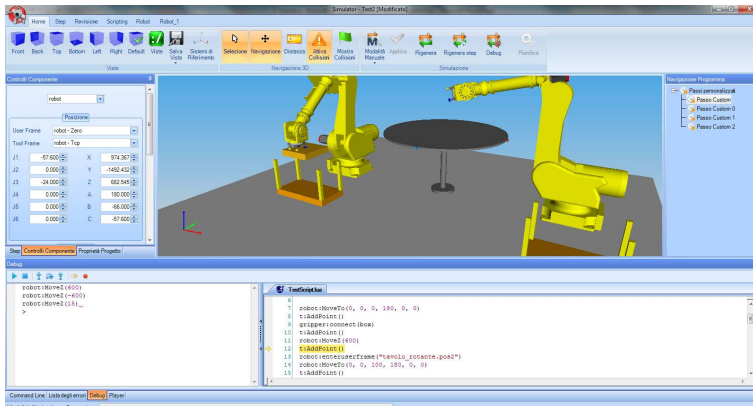 Simulator - Test2 [Modificato]
Home Step Revisione Scripting Robot Robot_1
Front Back Top Bottom Left Right Default Viste Salva Vista Sistemi di Riferimento
Selezione Navigazione Distanza Attiva Collisioni Mostra Collisioni
Modalità Manuale Applica Rigenera Rigenera step Debug Pianifica
Viste Navigazione 3D Simulazione
Controlli Componente
robot
Posizione
User Frame robot - Zero
Tool Frame robot - Tcp
J1 -57.600 X 974.367
J2 0.000 Y -1492.432
J3 -24.000 Z 682.545
J4 0.000 A 180.000
J5 0.000 B -66.000
J6 0.000 C -57.600
Step Controlli Componente Proprietà Progetto
Navigazione Programma
Passi personalizzati
Passo Custom
Passo Custom 0
Passo Custom 1
Passo Custom 2
Debug
robot:MoveZ(600)
robot:MoveZ(-600)
robot:MoveZ(15)_
>
TestScript.lua
6
7 robot:MoveTo(0, 0, 0, 180, 0, 0)
8 t:AddPoint()
9 gripper:connect(box)
10 t:AddPoint()
11 robot:MoveZ(600)
12 t:AddPoint()
13 robot:enteruserframe("tavolo_rotante.pos2")
14 robot:MoveTo(0, 0, 100, 180, 0, 0)
15 t:AddPoint()
Command Line Lista degli errori Debug Player